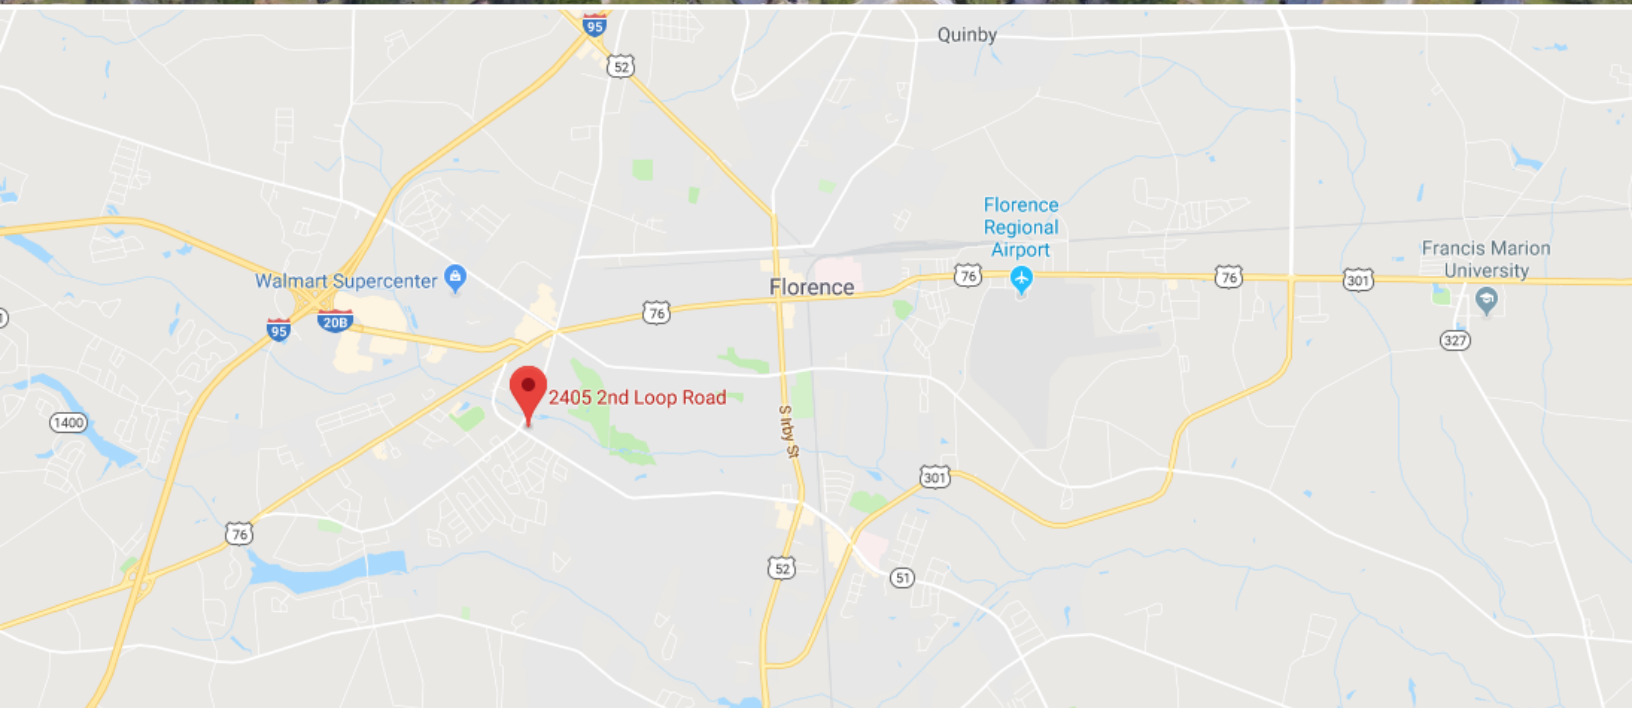 95
Quinby
52
Florence
Regional
Airport
Francis Marion
University
Walmart Supercenter
76
76
301
Florence
76
95
20B
327
2405 2nd Loop Road
1400
S Irby St
301
76
52
51